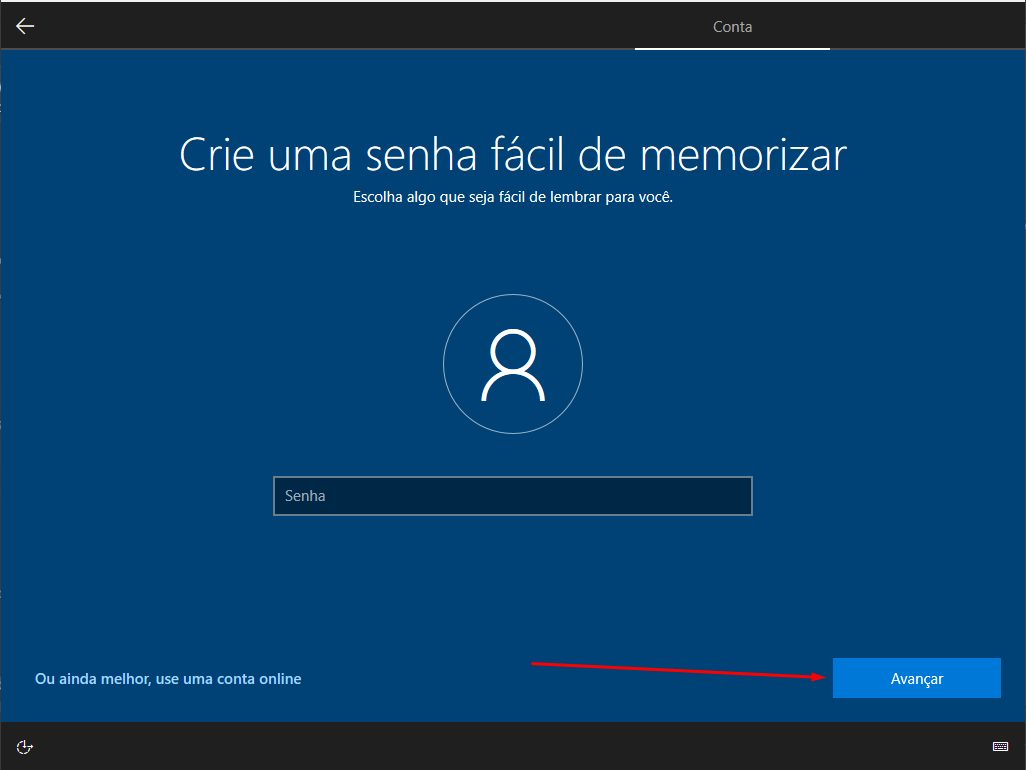 Conta
Crie uma senha fácil de memorizar
Escolha algo que seja fácil de lembrar para você.
Senha
Ou ainda melhor, use uma conta online
Avançar